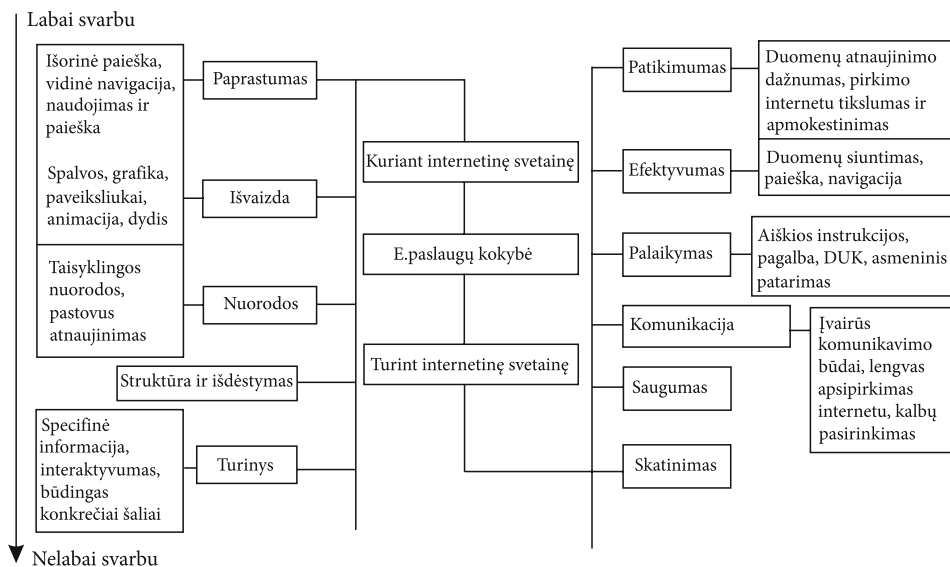 Labai svarbu
Išorinė paieška,
vidinė navigacija,
naudojimas ir
paieška
Paprastumas
Spalvos, grafika,
paveiksliukai,
animacija, dydis
Išvaizda
Taisyklingos
nuorodos,
pastovus
atnaujinimas
Nuorodos
Struktūra ir išdėstymas
Specifinė
informacija,
interaktyvumas,
būdingas
konkrečiai šaliai
Turinys
Nelabai svarbu
Kuriant internetinę svetainę
E.paslaugų kokybė
Turint internetinę svetainę
Patikimumas
Duomenų atnaujinimo
dažnumas, pirkimo
internetu tikslumas ir
apmokestinimas
Efektyvumas
Duomenų siuntimas,
paieška, navigacija
Palaikymas
Aiškios instrukcijos,
pagalba, DUK, asmeninis
patarimas
Komunikacija
Įvairūs
komunikavimo
būdai, lengvas
apsipirkimas
internetu, kalbų
pasirinkimas
Saugumas
Skatinimas